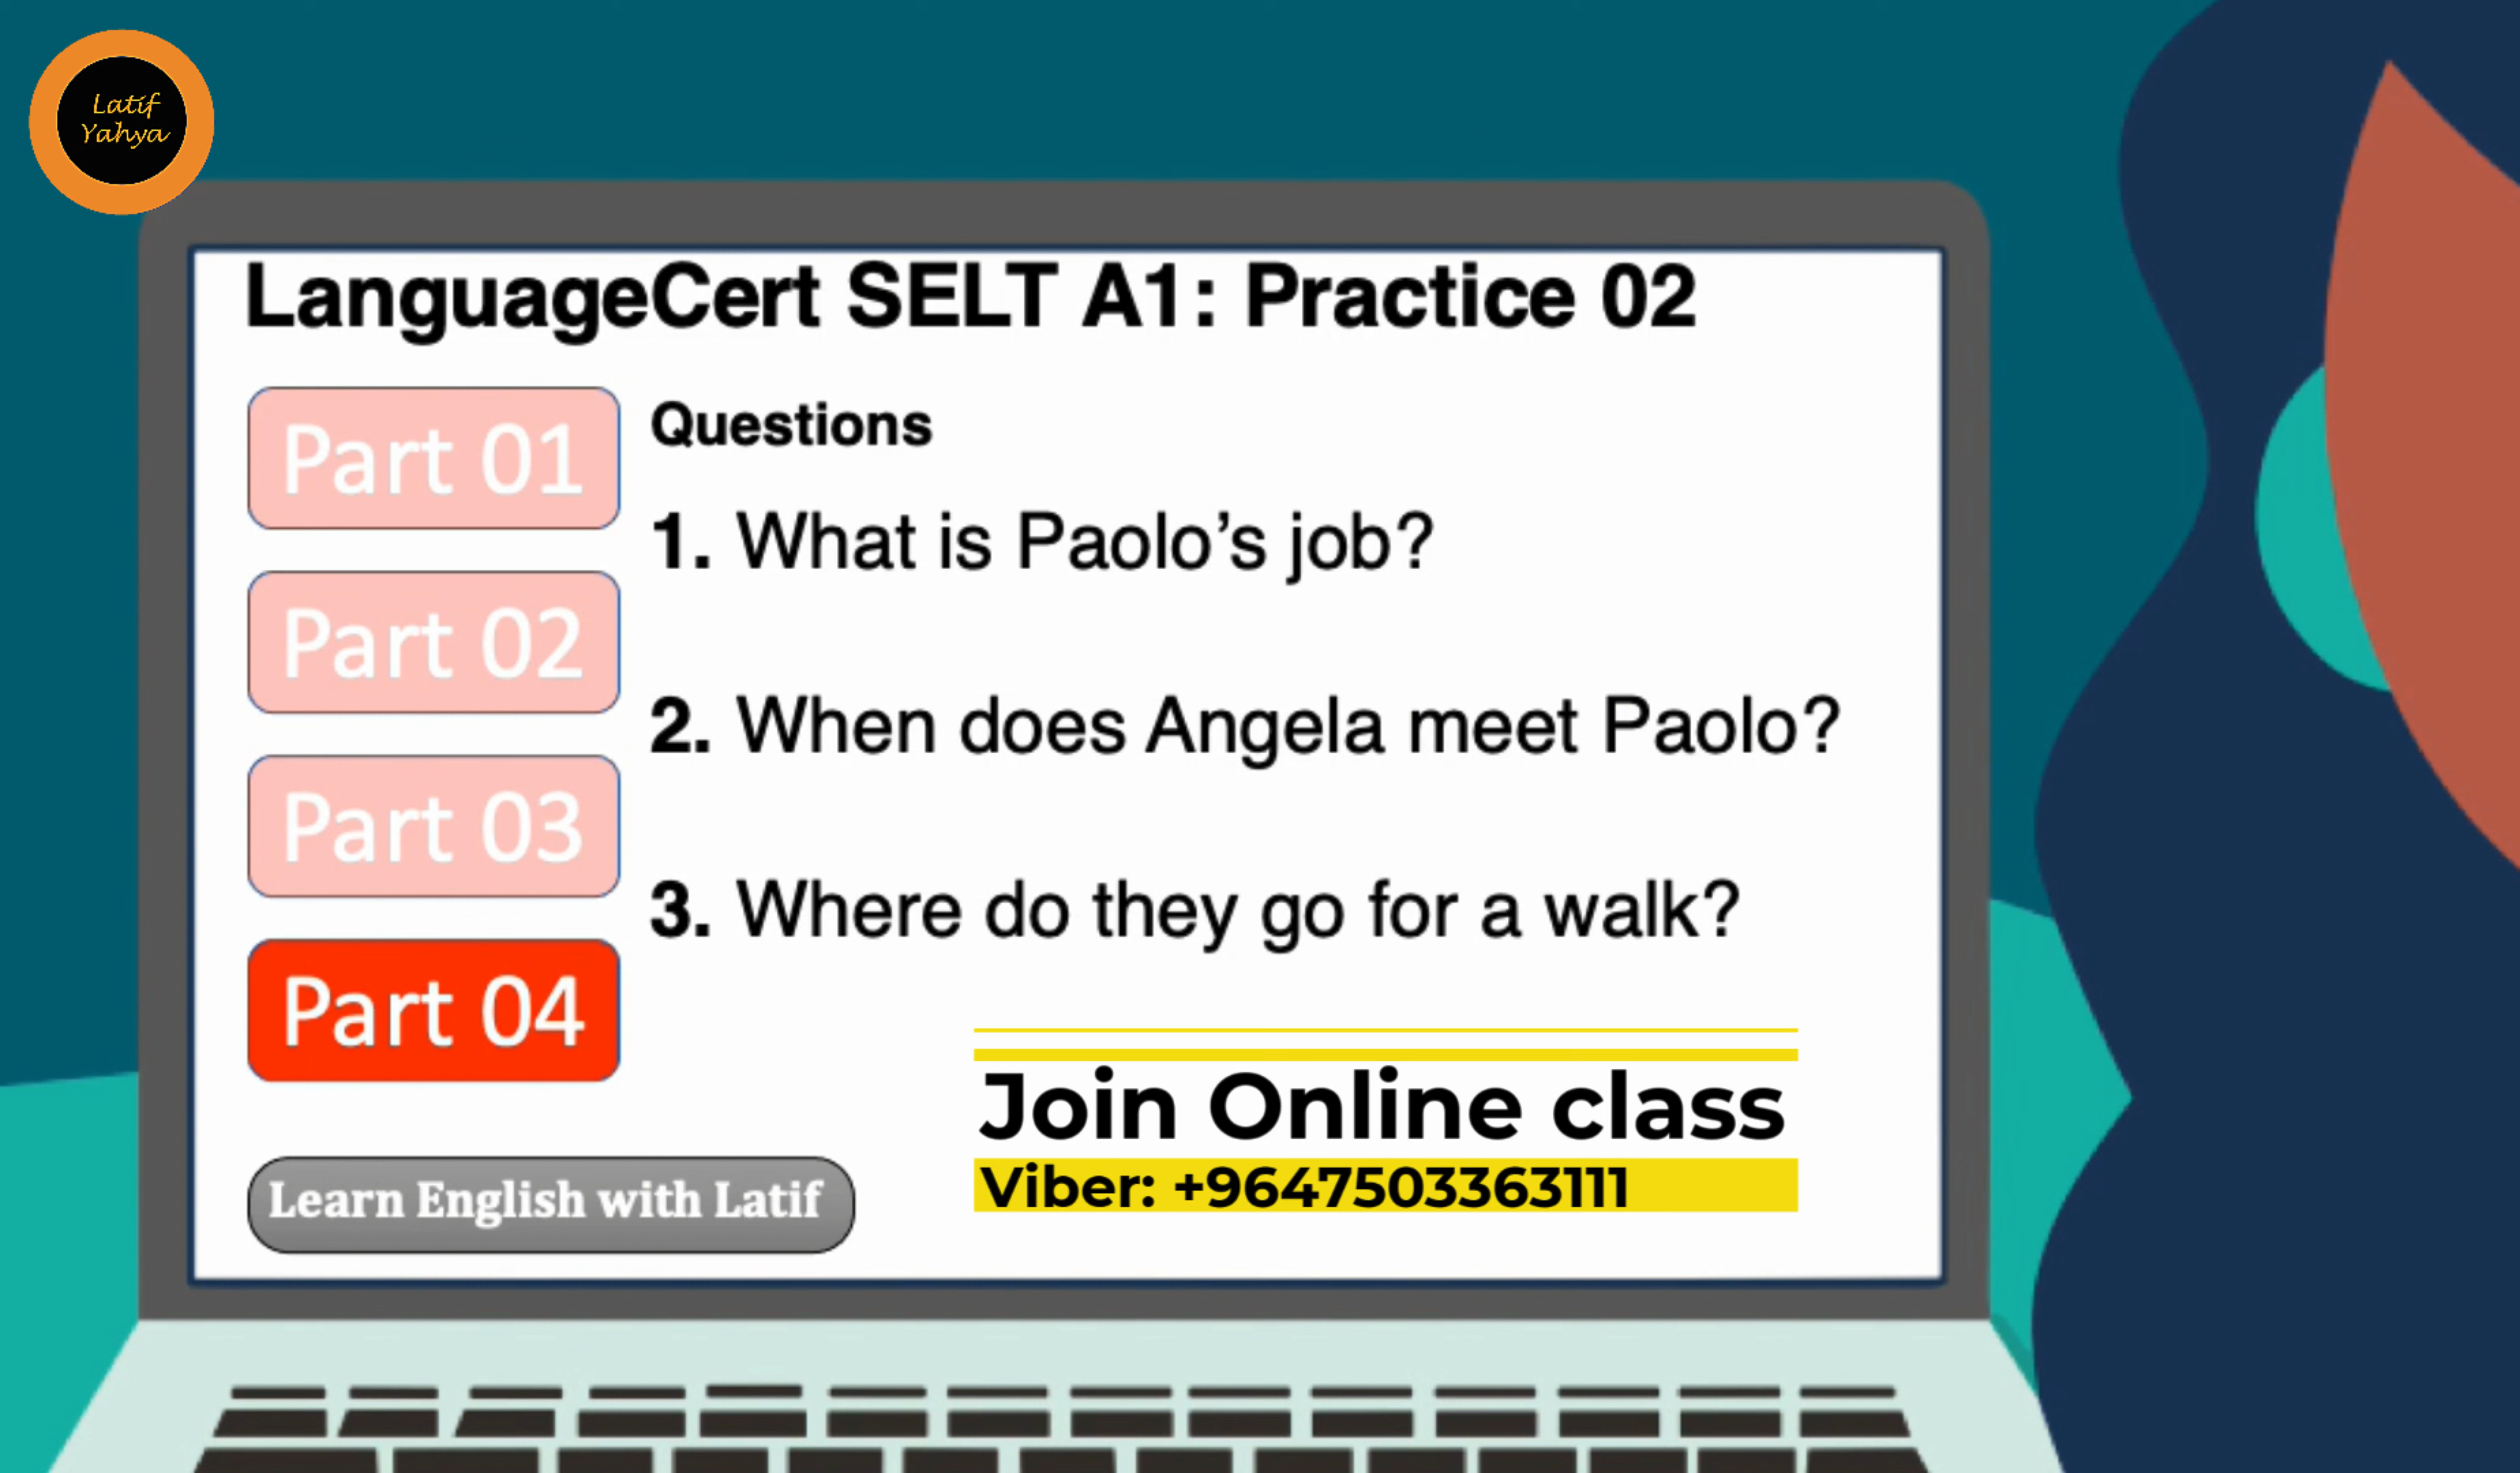 Latif
Yahya
LanguageCert SELT A1: Practice 02
Part 01
Part 02
Part 03
Part 04
Questions
1. What is Paolo’s job?
2. When does Angela meet Paolo?
3. Where do they go for a walk?
Learn English with Latif
Join Online class
Viber: +9647503363111